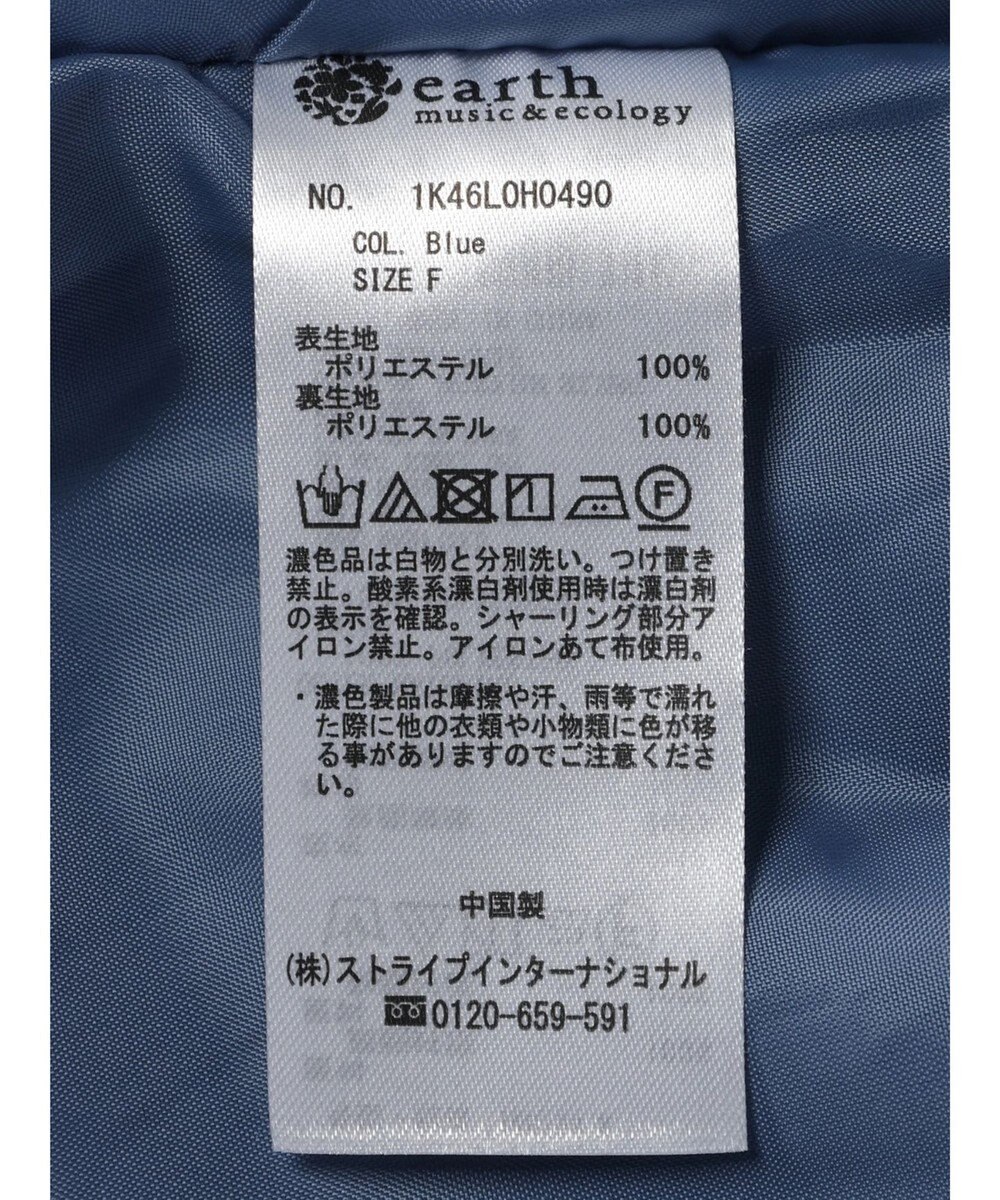 earth
music&ecology
NO. 1K46L0H0490
COL. Blue
SIZE F
表生地
ポリエステル 100%
裏生地
ポリエステル 100%
F
濃色品は白物と分別洗い。つけ置き
禁止。酸素系漂白剤使用時は漂白剤
の表示を確認。シャーリング部分ア
イロン禁止。アイロンあて布使用。
・濃色製品は摩擦や汗、雨等で濡れ
た際に他の衣類や小物類に色が移
る事がありますのでご注意くださ
い。
中国製
(株)ストライプインターナショナル
0120-659-591